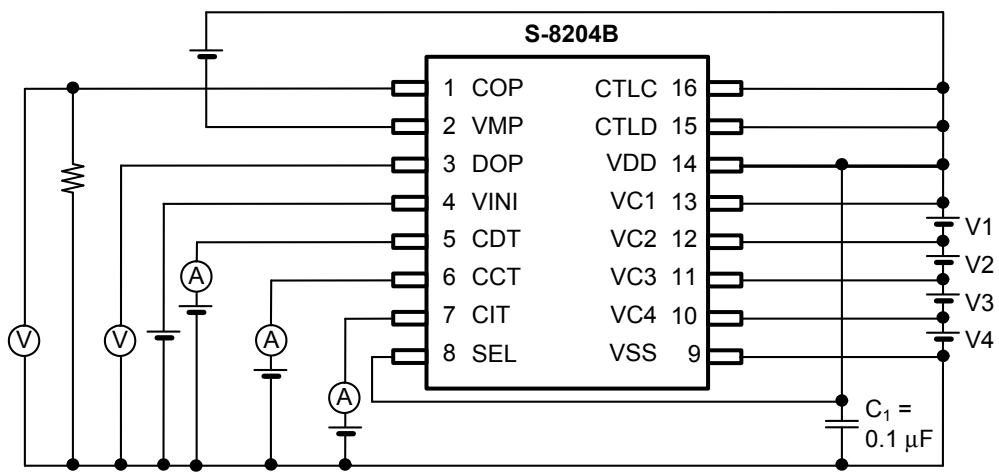 S-8204B
1 COP CTLC 16
2 VMP CTLD 15
3 DOP VDD 14
4 VINI VC1 13
5 CDT VC2 12
6 CCT VC3 11
7 CIT VC4 10
8 SEL VSS 9
V1
V2
V3
V4
A
A
A
V
V
C₁ =
0.1 μF